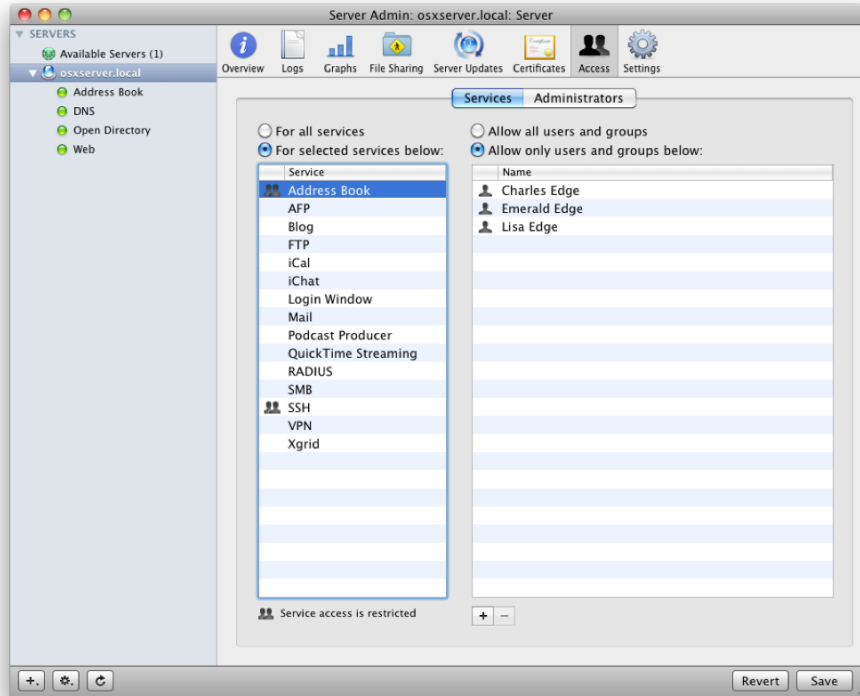 Server Admin: osxserver.local: Server
SERVERS
Available Servers (1)
osxserver.local
Address Book
DNS
Open Directory
Web
Overview Logs Graphs File Sharing Server Updates Certificates Access Settings
Services Administrators
For all services
For selected services below:
Service
Address Book
AFP
Blog
FTP
iCal
iChat
Login Window
Mail
Podcast Producer
QuickTime Streaming
RADIUS
SMB
SSH
VPN
Xgrid
Service access is restricted
Allow all users and groups
Allow only users and groups below:
Name
Charles Edge
Emerald Edge
Lisa Edge
Revert Save